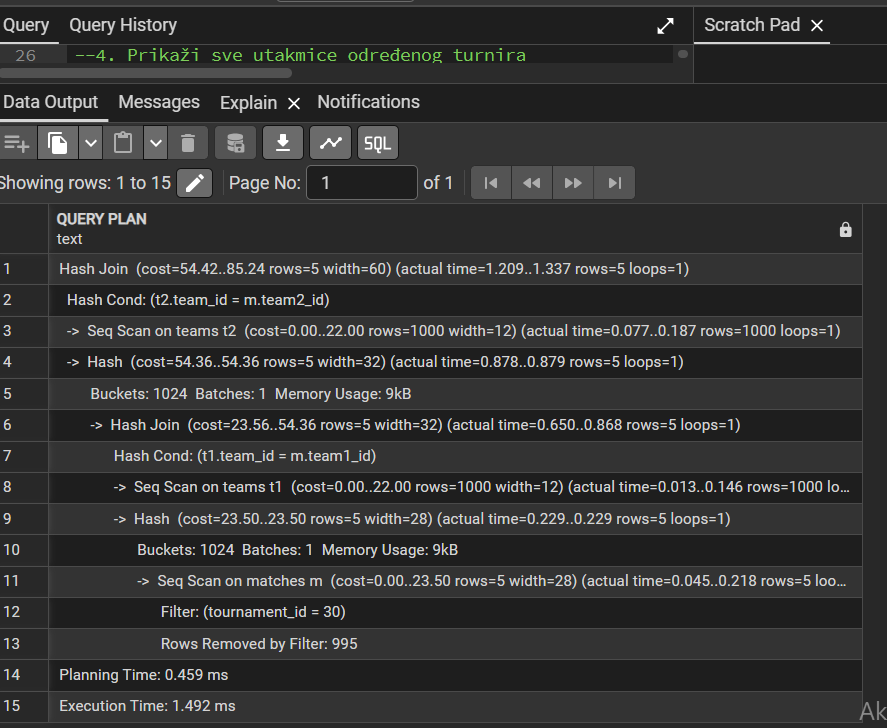 Query Query History Scratch Pad
26 --4. Prikaži sve utakmice određenog turnira
Data Output Messages Explain Notifications
SQL
Showing rows: 1 to 15 Page No: 1 of 1
QUERY PLAN
text
1 Hash Join (cost=54.42..85.24 rows=5 width=60) (actual time=1.209..1.337 rows=5 loops=1)
2 Hash Cond: (t2.team_id = m.team2_id)
3 -> Seq Scan on teams t2 (cost=0.00..22.00 rows=1000 width=12) (actual time=0.077..0.187 rows=1000 loops=1)
4 -> Hash (cost=54.36..54.36 rows=5 width=32) (actual time=0.878..0.879 rows=5 loops=1)
5 Buckets: 1024 Batches: 1 Memory Usage: 9kB
6 -> Hash Join (cost=23.56..54.36 rows=5 width=32) (actual time=0.650..0.868 rows=5 loops=1)
7 Hash Cond: (t1.team_id = m.team1_id)
8 -> Seq Scan on teams t1 (cost=0.00..22.00 rows=1000 width=12) (actual time=0.013..0.146 rows=1000 lo...
9 -> Hash (cost=23.50..23.50 rows=5 width=28) (actual time=0.229..0.229 rows=5 loops=1)
10 Buckets: 1024 Batches: 1 Memory Usage: 9kB
11 -> Seq Scan on matches m (cost=0.00..23.50 rows=5 width=28) (actual time=0.045..0.218 rows=5 loo...
12 Filter: (tournament_id = 30)
13 Rows Removed by Filter: 995
14 Planning Time: 0.459 ms
15 Execution Time: 1.492 ms
Ak